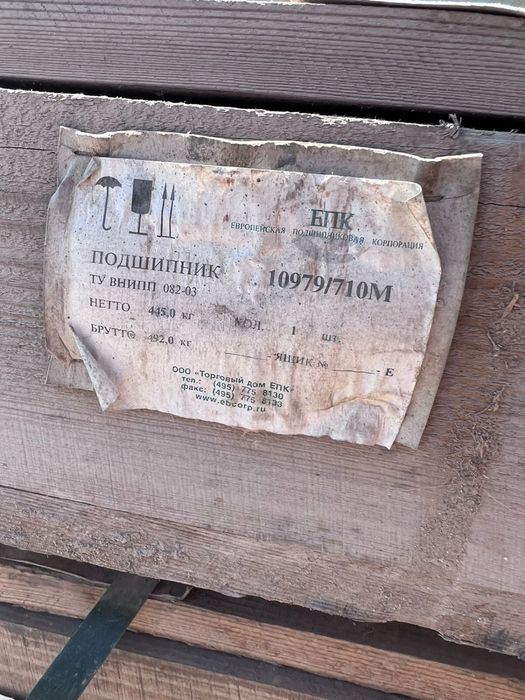 ЕПК
ЕВРОПЕЙСКАЯ ПОДШИПНИКОВАЯ КОРПОРАЦИЯ
ПОДШИПНИК 10979/710М
ТУ ВНИПП 082-03
НЕТТО 445,0 кг КОЛ. 1 шт.
БРУТТО 492,0 кг ЯЩИК № Е
ООО «Торговый дом ЕПК»
тел.: (495) 775 8130
факс: (495) 775 8133
www.ebcorp.ru